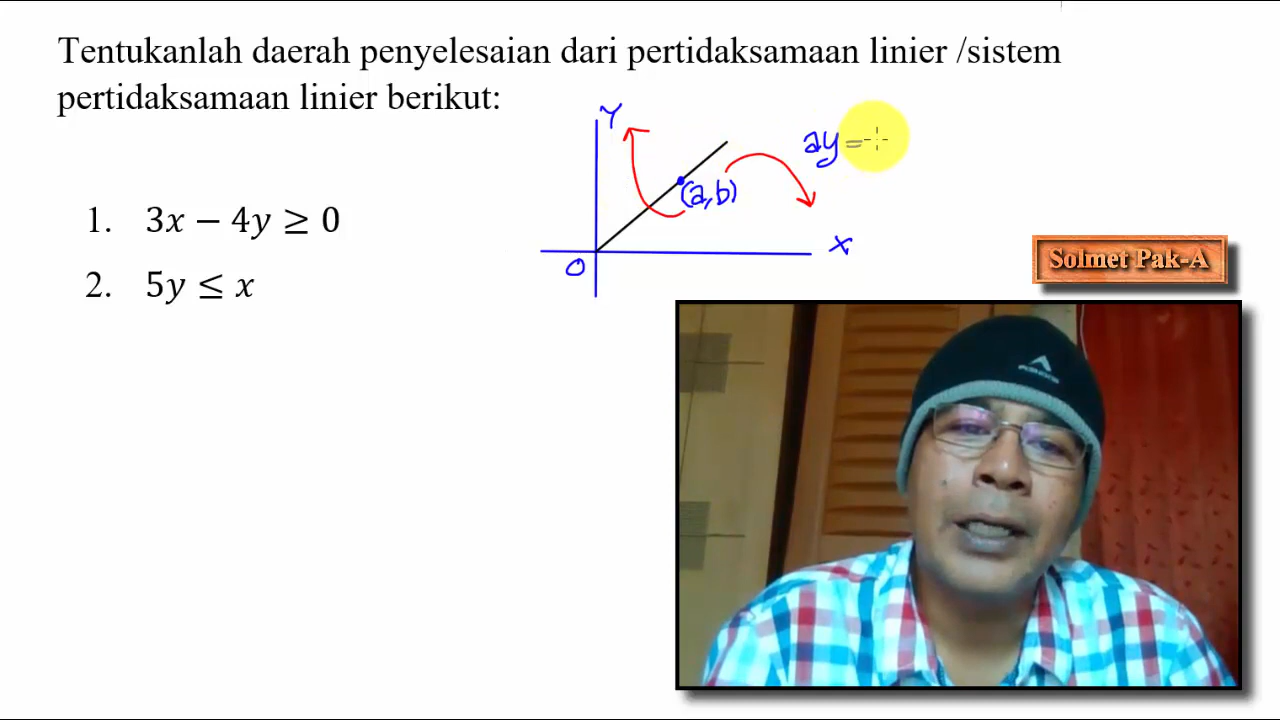 Tentukanlah daerah penyelesaian dari pertidaksamaan linier /sistem
pertidaksamaan linier berikut:
Y
ay =
(a,b)
1. 3x − 4y ≥ 0
X
Solmet Pak-A
O
2. 5y ≤ x